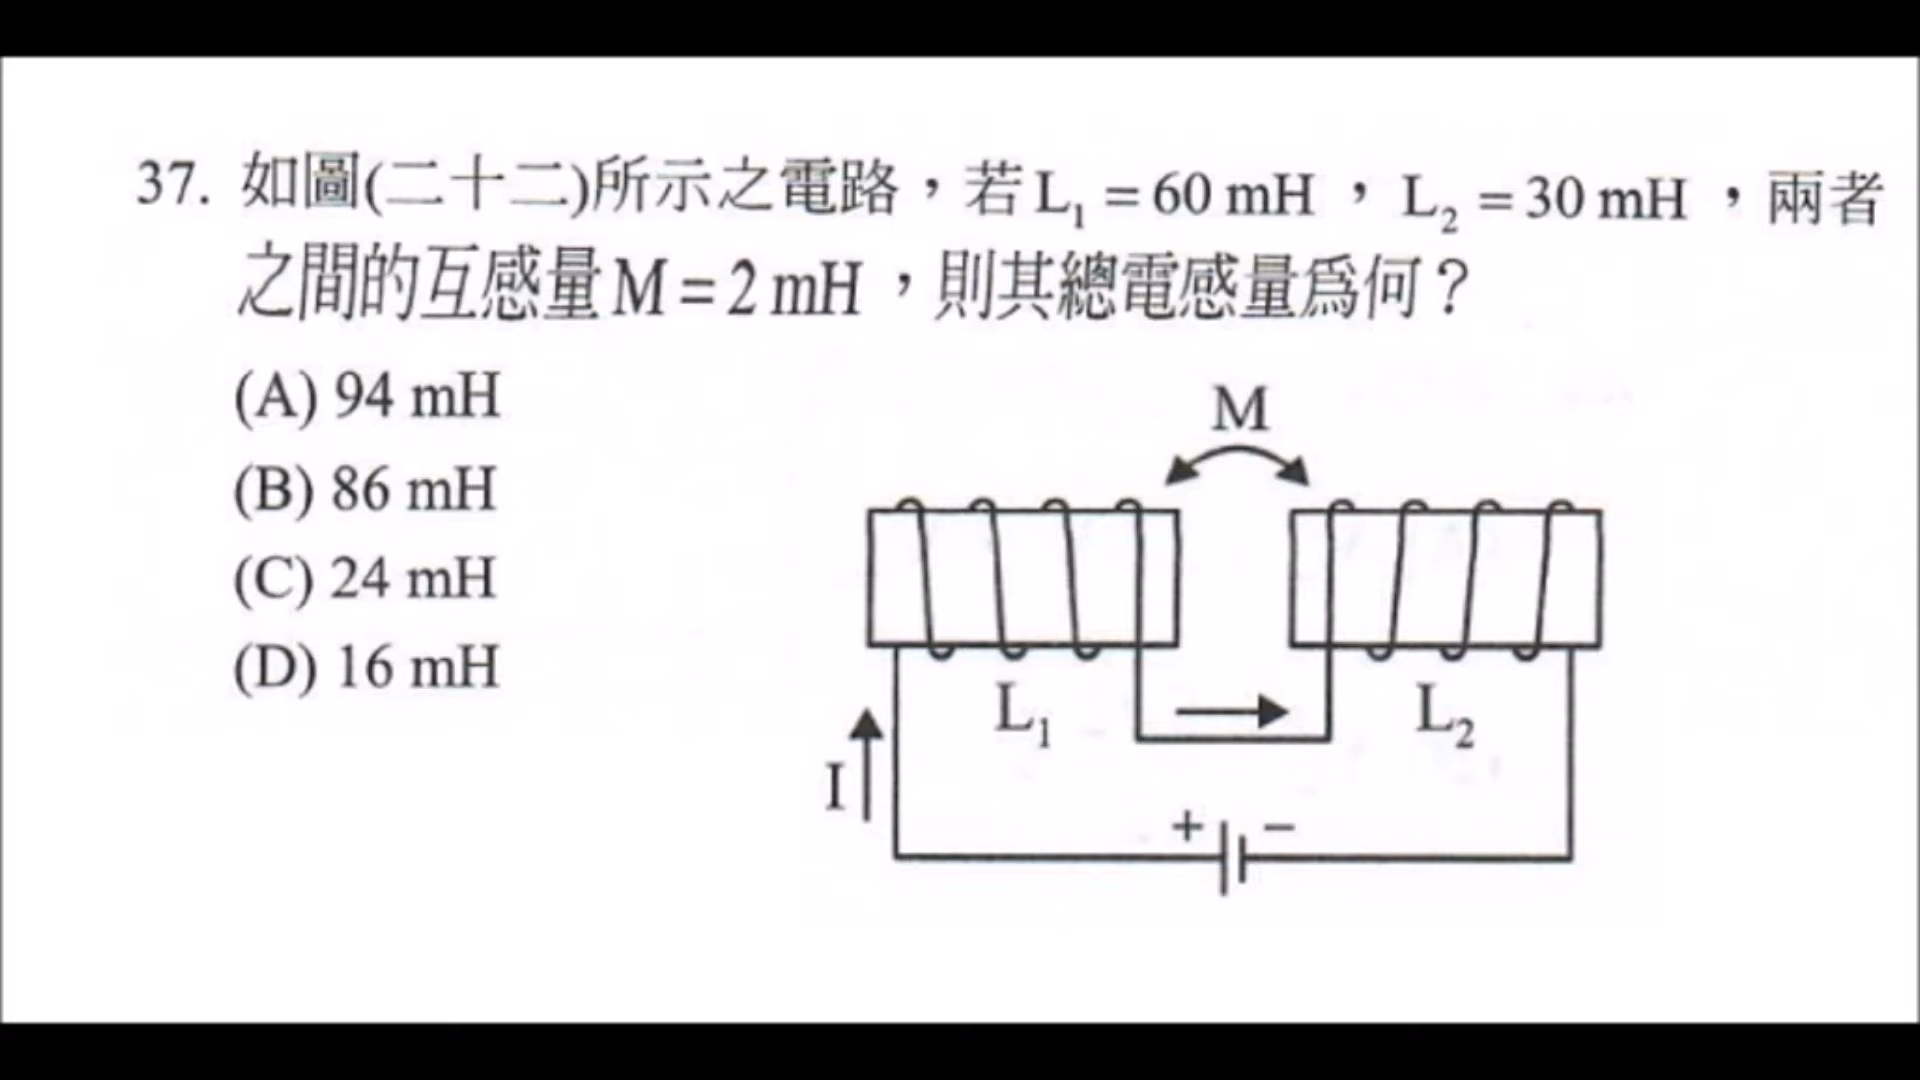 37. 如圖(二十二)所示之電路，若L₁ = 60 mH，L₂ = 30 mH，兩者
之間的互感量M = 2 mH，則其總電感量爲何？
(A) 94 mH
(B) 86 mH
(C) 24 mH
(D) 16 mH
M
L₁
L₂
I
+ −